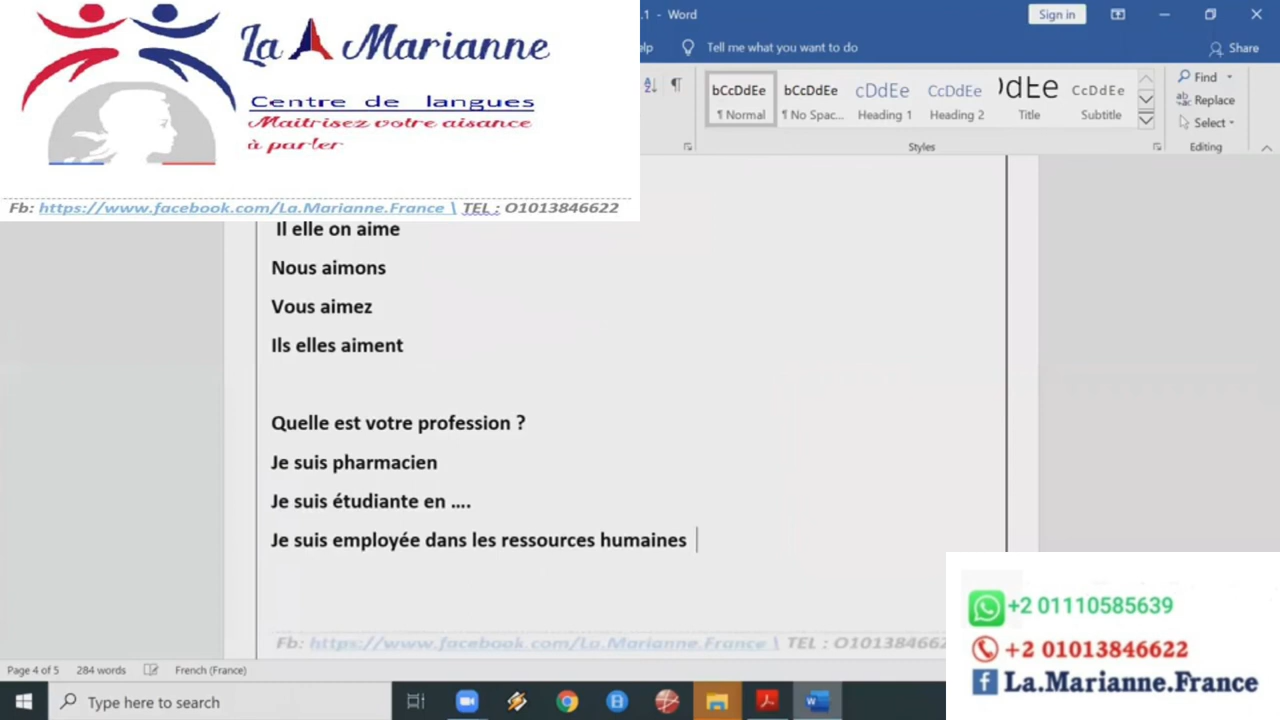 La Marianne
Centre de langues
Maîtrisez votre aisance
à parler
Fb: https://www.facebook.com/La.Marianne.France \ TEL : O1013846622
.1 - Word
Sign in
lp
Tell me what you want to do
Share
bCcDdEe
bCcDdEe
cDdEe
CcDdEe
CcDdEe
¶ Normal
¶ No Spac...
Heading 1
Heading 2
Title
Subtitle
Styles
Find
Replace
Select
Editing
Il elle on aime
Nous aimons
Vous aimez
Ils elles aiment
Quelle est votre profession ?
Je suis pharmacien
Je suis étudiante en ....
Je suis employée dans les ressources humaines
Fb: https://www.facebook.com/La.Marianne.France \ TEL : O10138466
+2 01110585639
+2 01013846622
La.Marianne.France
Page 4 of 5
284 words
French (France)
Type here to search